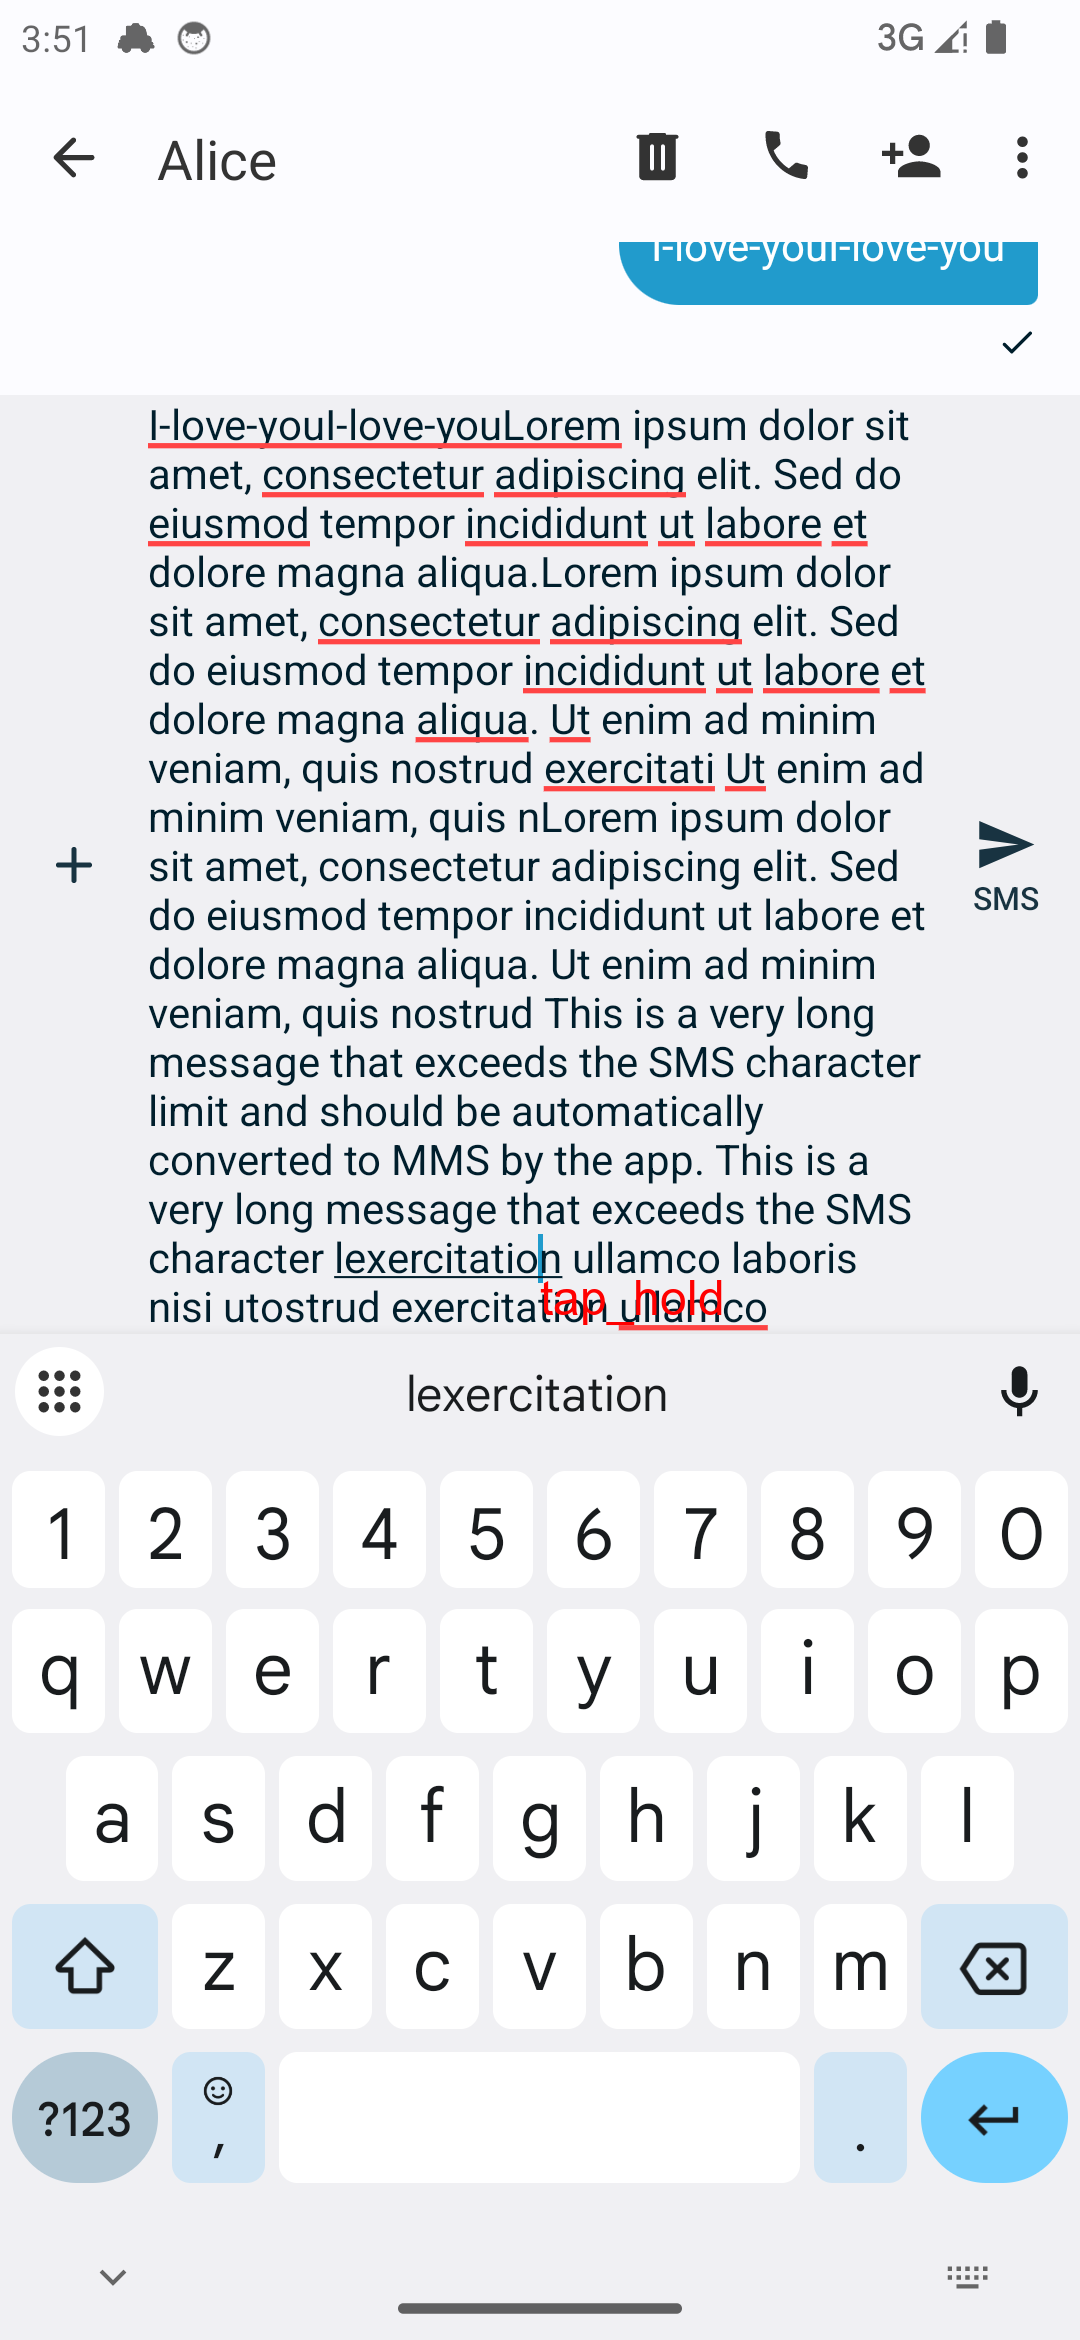 3:51
3G
Alice
I-love-youI-love-you
I-love-youI-love-youLorem ipsum dolor sit
amet, consectetur adipiscing elit. Sed do
eiusmod tempor incididunt ut labore et
dolore magna aliqua.Lorem ipsum dolor
sit amet, consectetur adipiscing elit. Sed
do eiusmod tempor incididunt ut labore et
dolore magna aliqua. Ut enim ad minim
veniam, quis nostrud exercitati Ut enim ad
minim veniam, quis nLorem ipsum dolor
sit amet, consectetur adipiscing elit. Sed
do eiusmod tempor incididunt ut labore et
dolore magna aliqua. Ut enim ad minim
veniam, quis nostrud This is a very long
message that exceeds the SMS character
limit and should be automatically
converted to MMS by the app. This is a
very long message that exceeds the SMS
character lexercitation ullamco laboris
nisi utostrud exercitation ullamco
tap_hold
SMS
lexercitation
1 2 3 4 5 6 7 8 9 0
q w e r t y u i o p
a s d f g h j k l
z x c v b n m
?123 , .